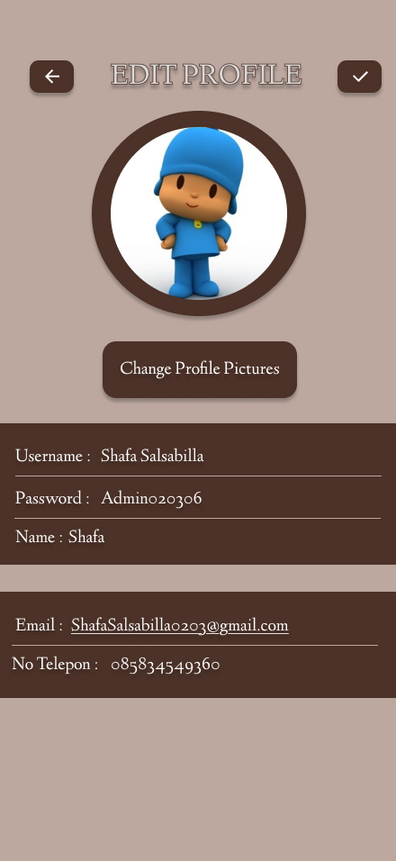 EDIT PROFILE
Change Profile Pictures
Username : Shafa Salsabilla
Password : Admin020306
Name : Shafa
Email : ShafaSalsabilla0203@gmail.com
No Telepon : 085834549360